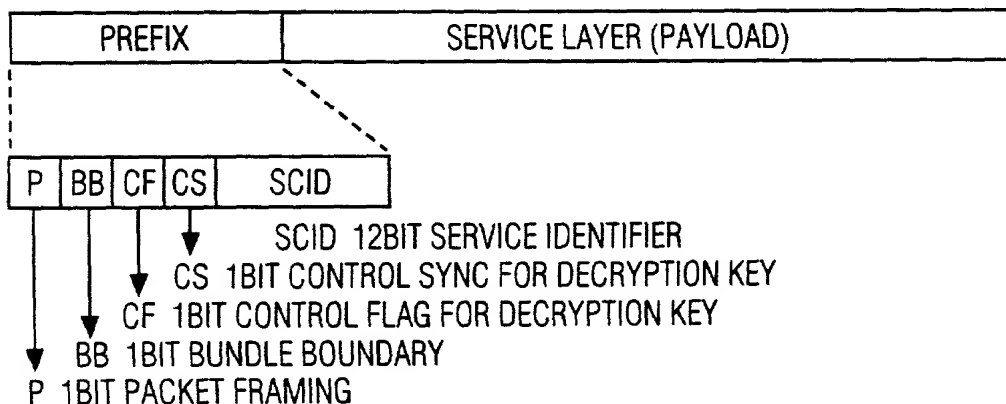 PREFIX SERVICE LAYER (PAYLOAD)
P BB CF CS SCID
SCID 12BIT SERVICE IDENTIFIER
CS 1BIT CONTROL SYNC FOR DECRYPTION KEY
CF 1BIT CONTROL FLAG FOR DECRYPTION KEY
BB 1BIT BUNDLE BOUNDARY
P 1BIT PACKET FRAMING